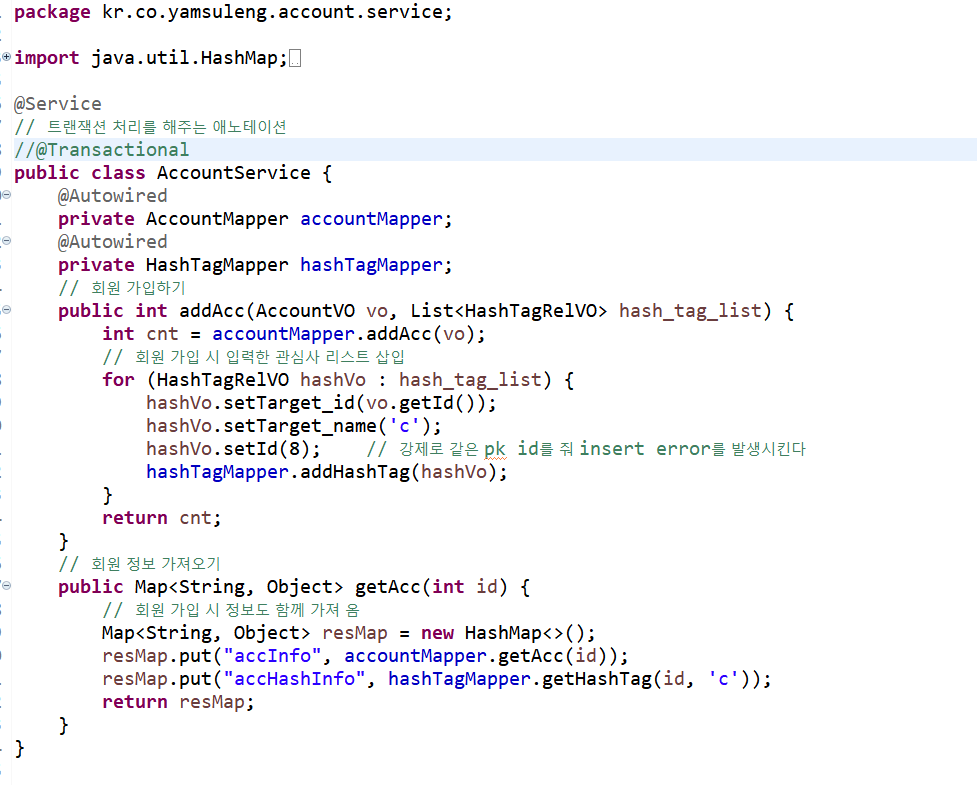 package kr.co.yamsuleng.account.service;
import java.util.HashMap;
@Service
// 트랜잭션 처리를 해주는 애노테이션
//@Transactional
public class AccountService {
@Autowired
private AccountMapper accountMapper;
@Autowired
private HashTagMapper hashTagMapper;
// 회원 가입하기
public int addAcc(AccountVO vo, List<HashTagRelVO> hash_tag_list) {
int cnt = accountMapper.addAcc(vo);
// 회원 가입 시 입력한 관심사 리스트 삽입
for (HashTagRelVO hashVo : hash_tag_list) {
hashVo.setTarget_id(vo.getId());
hashVo.setTarget_name('c');
hashVo.setId(8); // 강제로 같은 pk id를 줘 insert error를 발생시킨다
hashTagMapper.addHashTag(hashVo);
}
return cnt;
}
// 회원 정보 가져오기
public Map<String, Object> getAcc(int id) {
// 회원 가입 시 정보도 함께 가져 옴
Map<String, Object> resMap = new HashMap<>();
resMap.put("accInfo", accountMapper.getAcc(id));
resMap.put("accHashInfo", hashTagMapper.getHashTag(id, 'c'));
return resMap;
}
}